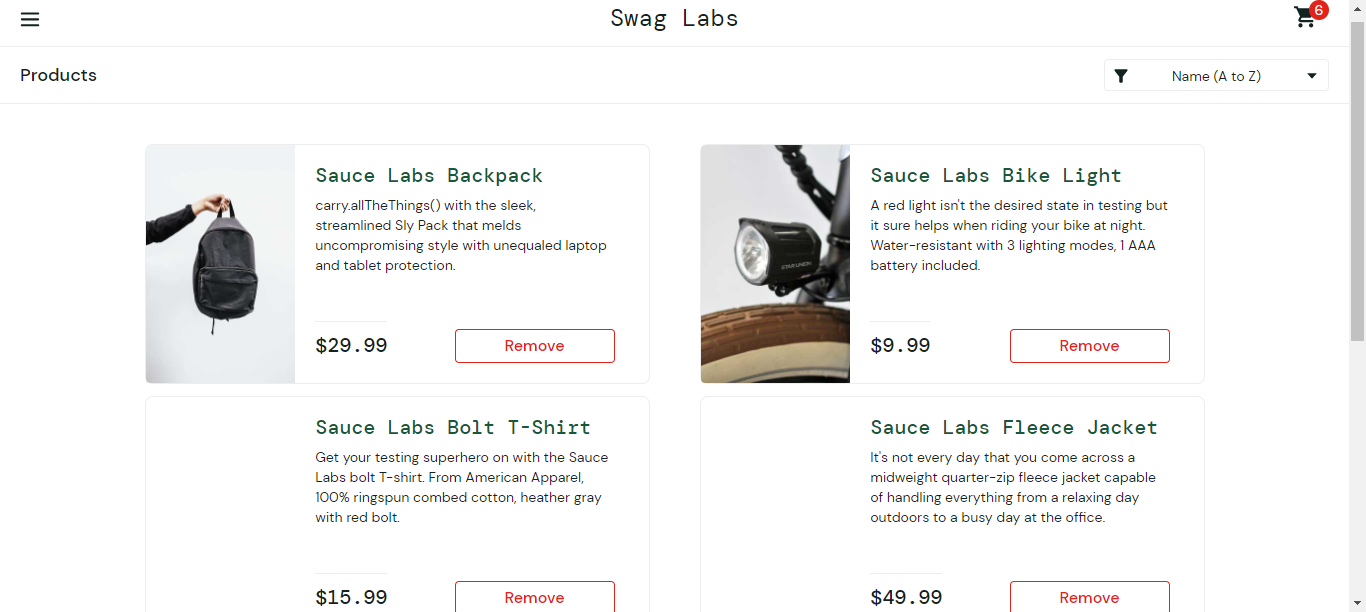 Swag Labs
6
Products
Name (A to Z)
Sauce Labs Backpack
carry.allTheThings() with the sleek,
streamlined Sly Pack that melds
uncompromising style with unequaled laptop
and tablet protection.
$29.99
Remove
STAR UNION
Sauce Labs Bike Light
A red light isn't the desired state in testing but
it sure helps when riding your bike at night.
Water-resistant with 3 lighting modes, 1 AAA
battery included.
$9.99
Remove
Sauce Labs Bolt T-Shirt
Get your testing superhero on with the Sauce
Labs bolt T-shirt. From American Apparel,
100% ringspun combed cotton, heather gray
with red bolt.
$15.99
Remove
Sauce Labs Fleece Jacket
It's not every day that you come across a
midweight quarter-zip fleece jacket capable
of handling everything from a relaxing day
outdoors to a busy day at the office.
$49.99
Remove